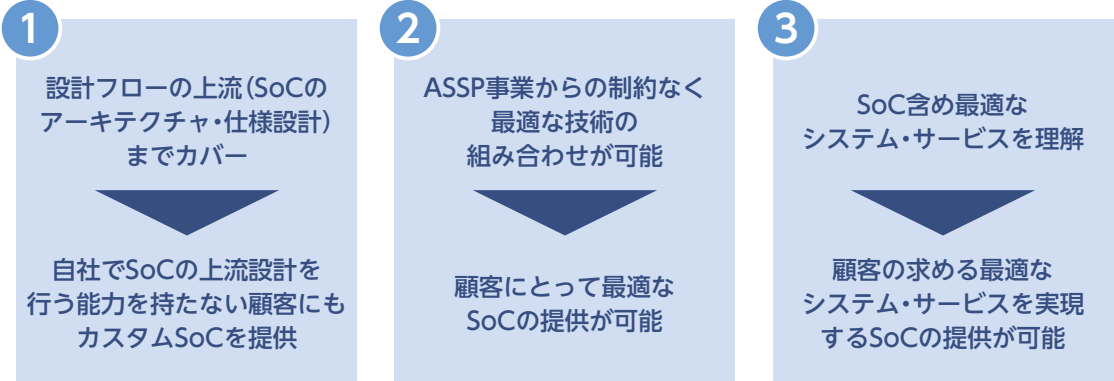 1
設計フローの上流(SoCの
アーキテクチャ・仕様設計)
までカバー
自社でSoCの上流設計を
行う能力を持たない顧客にも
カスタムSoCを提供
2
ASSP事業からの制約なく
最適な技術の
組み合わせが可能
顧客にとって最適な
SoCの提供が可能
3
SoC含め最適な
システム・サービスを理解
顧客の求める最適な
システム・サービスを実現
するSoCの提供が可能